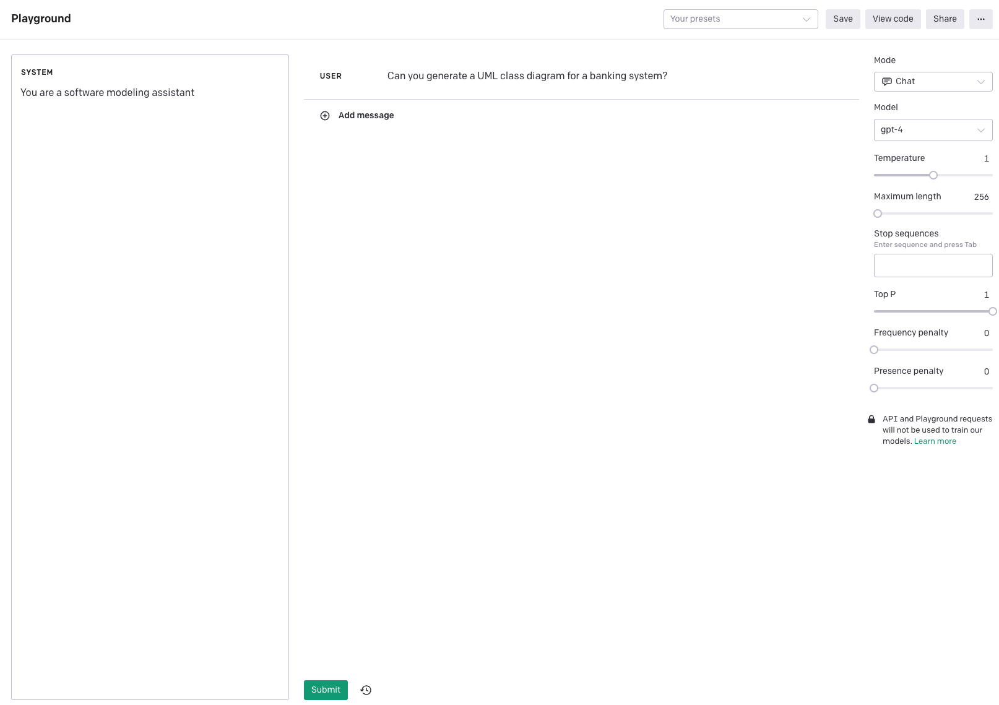 Playground
Your presets
Save
View code
Share
...
SYSTEM
You are a software modeling assistant
USER
Can you generate a UML class diagram for a banking system?
Add message
Submit
Mode
Chat
Model
gpt-4
Temperature 1
Maximum length 256
Stop sequences
Enter sequence and press Tab
Top P 1
Frequency penalty 0
Presence penalty 0
API and Playground requests
will not be used to train our
models. Learn more